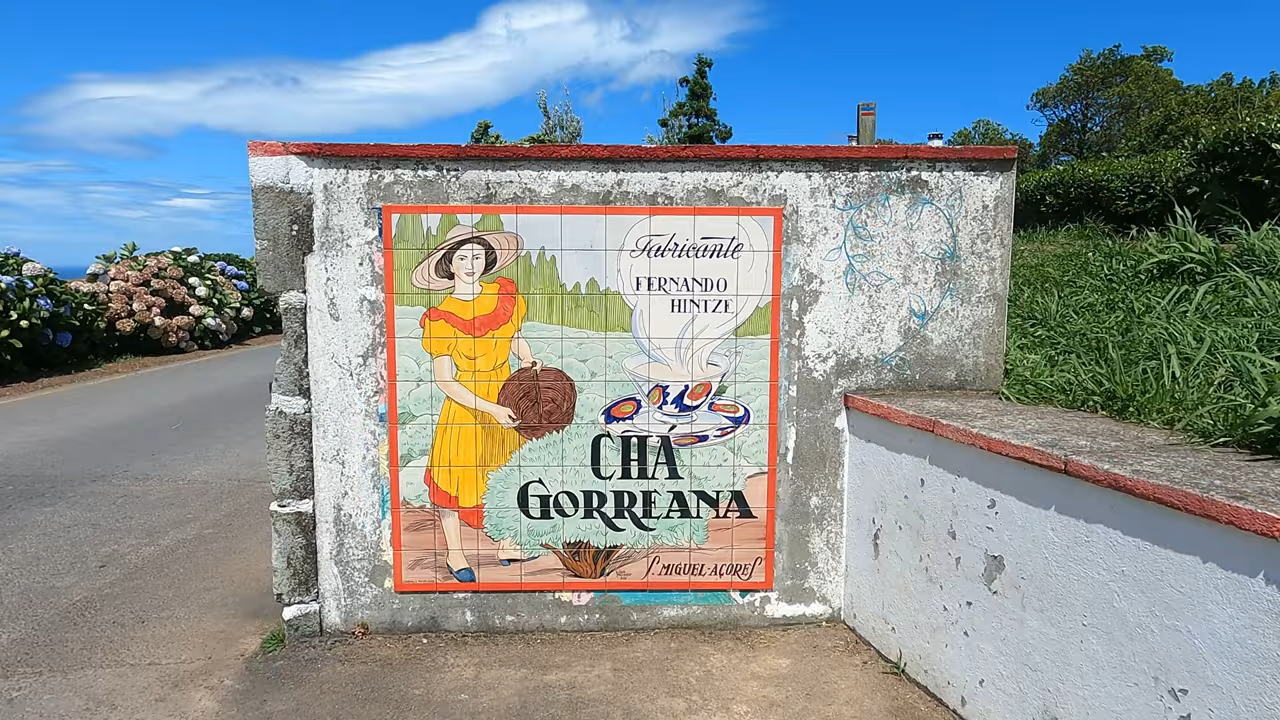 Fabricante
FERNANDO
HINTZE
CHÁ
GORREANA
S. MIGUEL-AÇORES